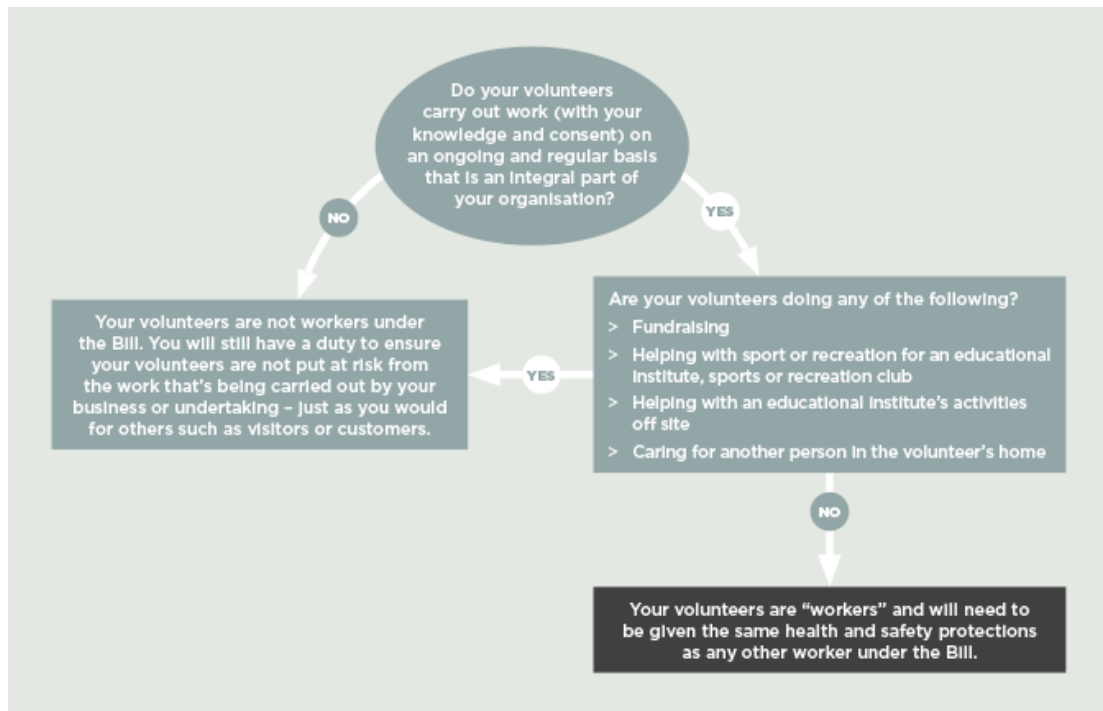 Do your volunteers
carry out work (with your
knowledge and consent) on
an ongoing and regular basis
that is an integral part of
your organisation?
NO
YES
Your volunteers are not workers under
the Bill. You will still have a duty to ensure
your volunteers are not put at risk from
the work that's being carried out by your
business or undertaking – just as you would
for others such as visitors or customers.
YES
Are your volunteers doing any of the following?
> Fundraising
> Helping with sport or recreation for an educational
institute, sports or recreation club
> Helping with an educational institute's activities
off site
> Caring for another person in the volunteer's home
NO
Your volunteers are “workers” and will need to
be given the same health and safety protections
as any other worker under the Bill.